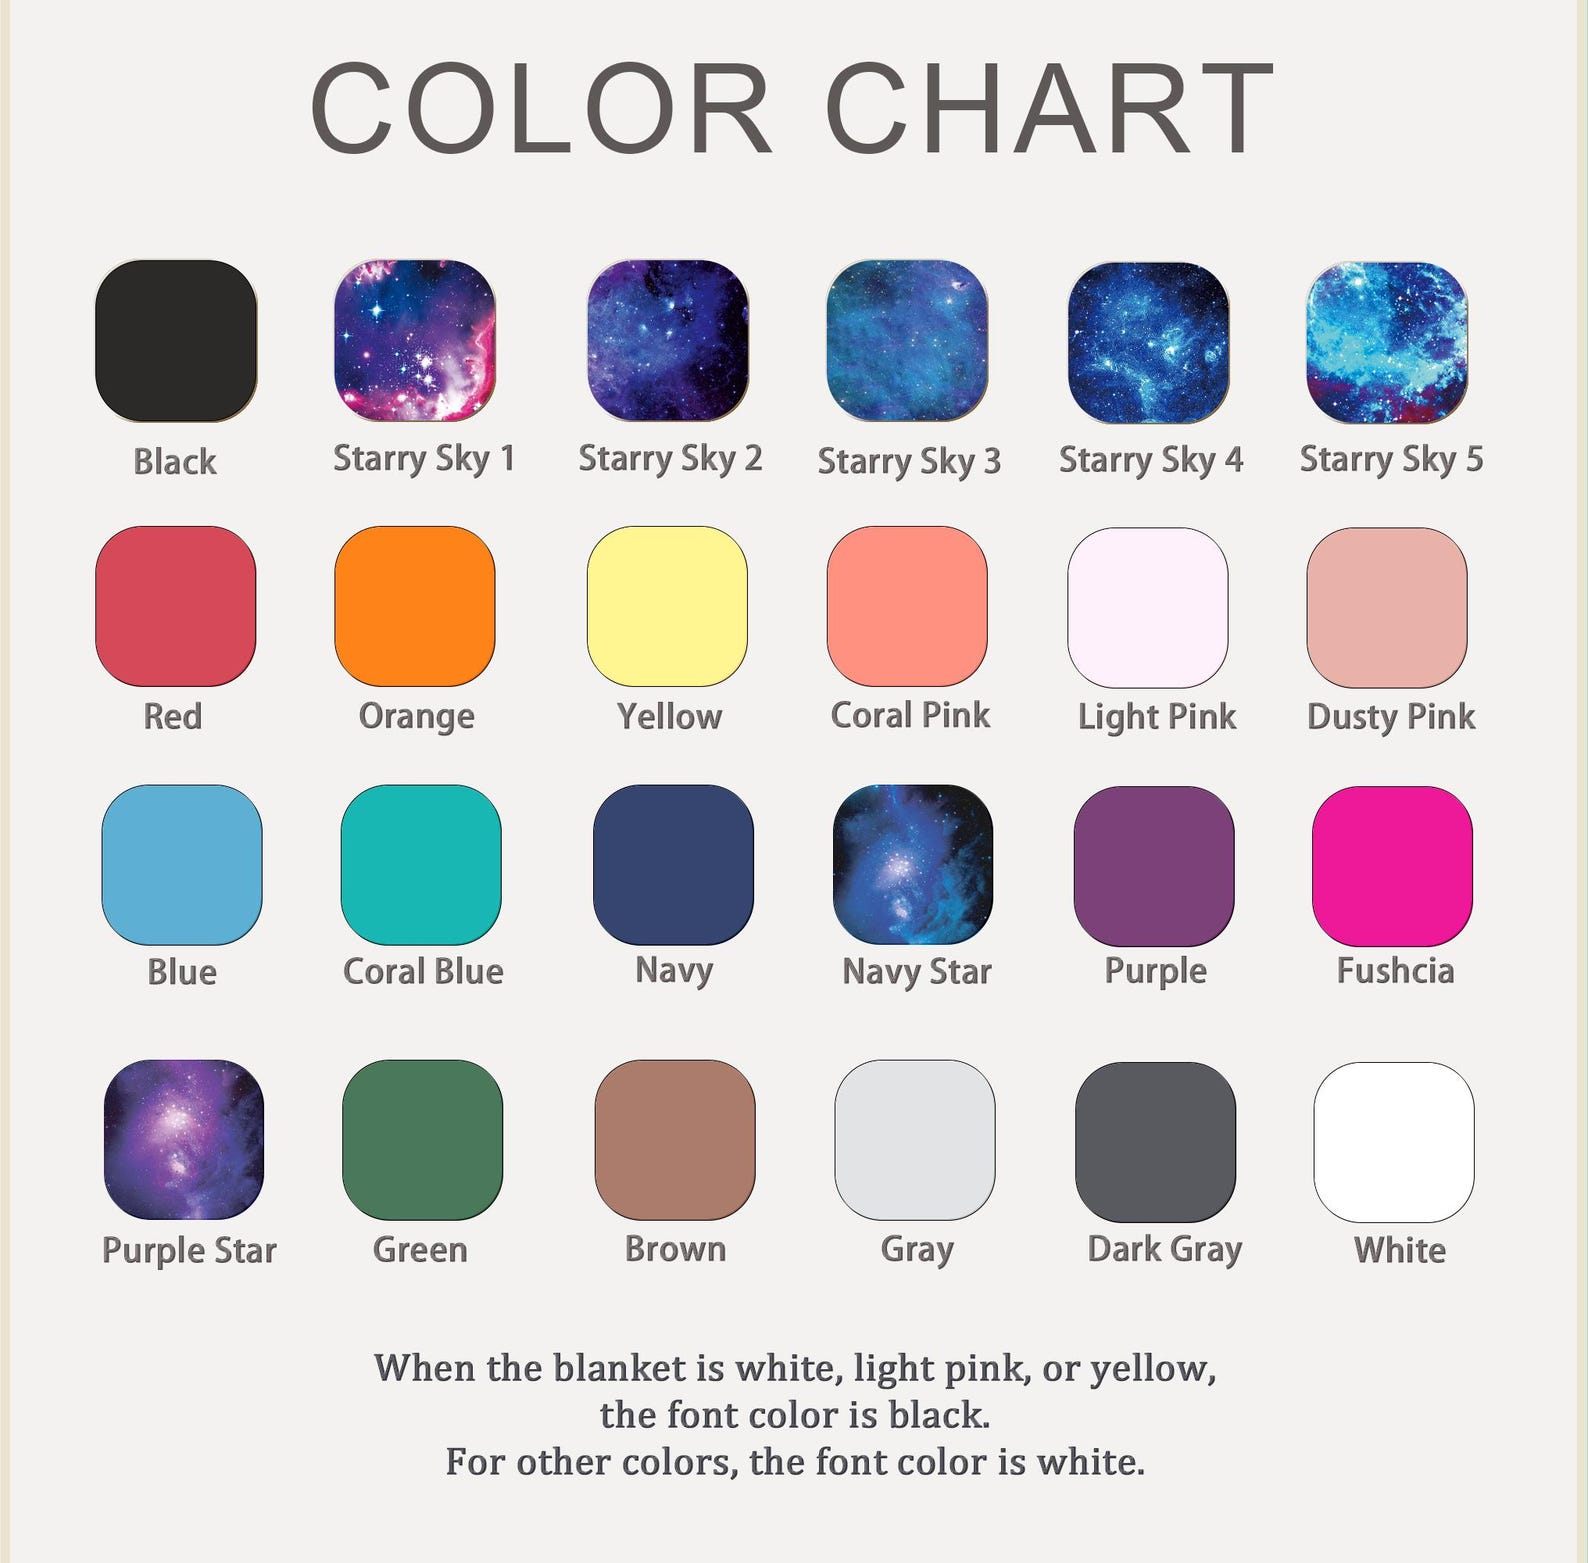 COLOR CHART
Black Starry Sky 1 Starry Sky 2 Starry Sky 3 Starry Sky 4 Starry Sky 5
Red Orange Yellow Coral Pink Light Pink Dusty Pink
Blue Coral Blue Navy Navy Star Purple Fushcia
Purple Star Green Brown Gray Dark Gray White
When the blanket is white, light pink, or yellow,
the font color is black.
For other colors, the font color is white.